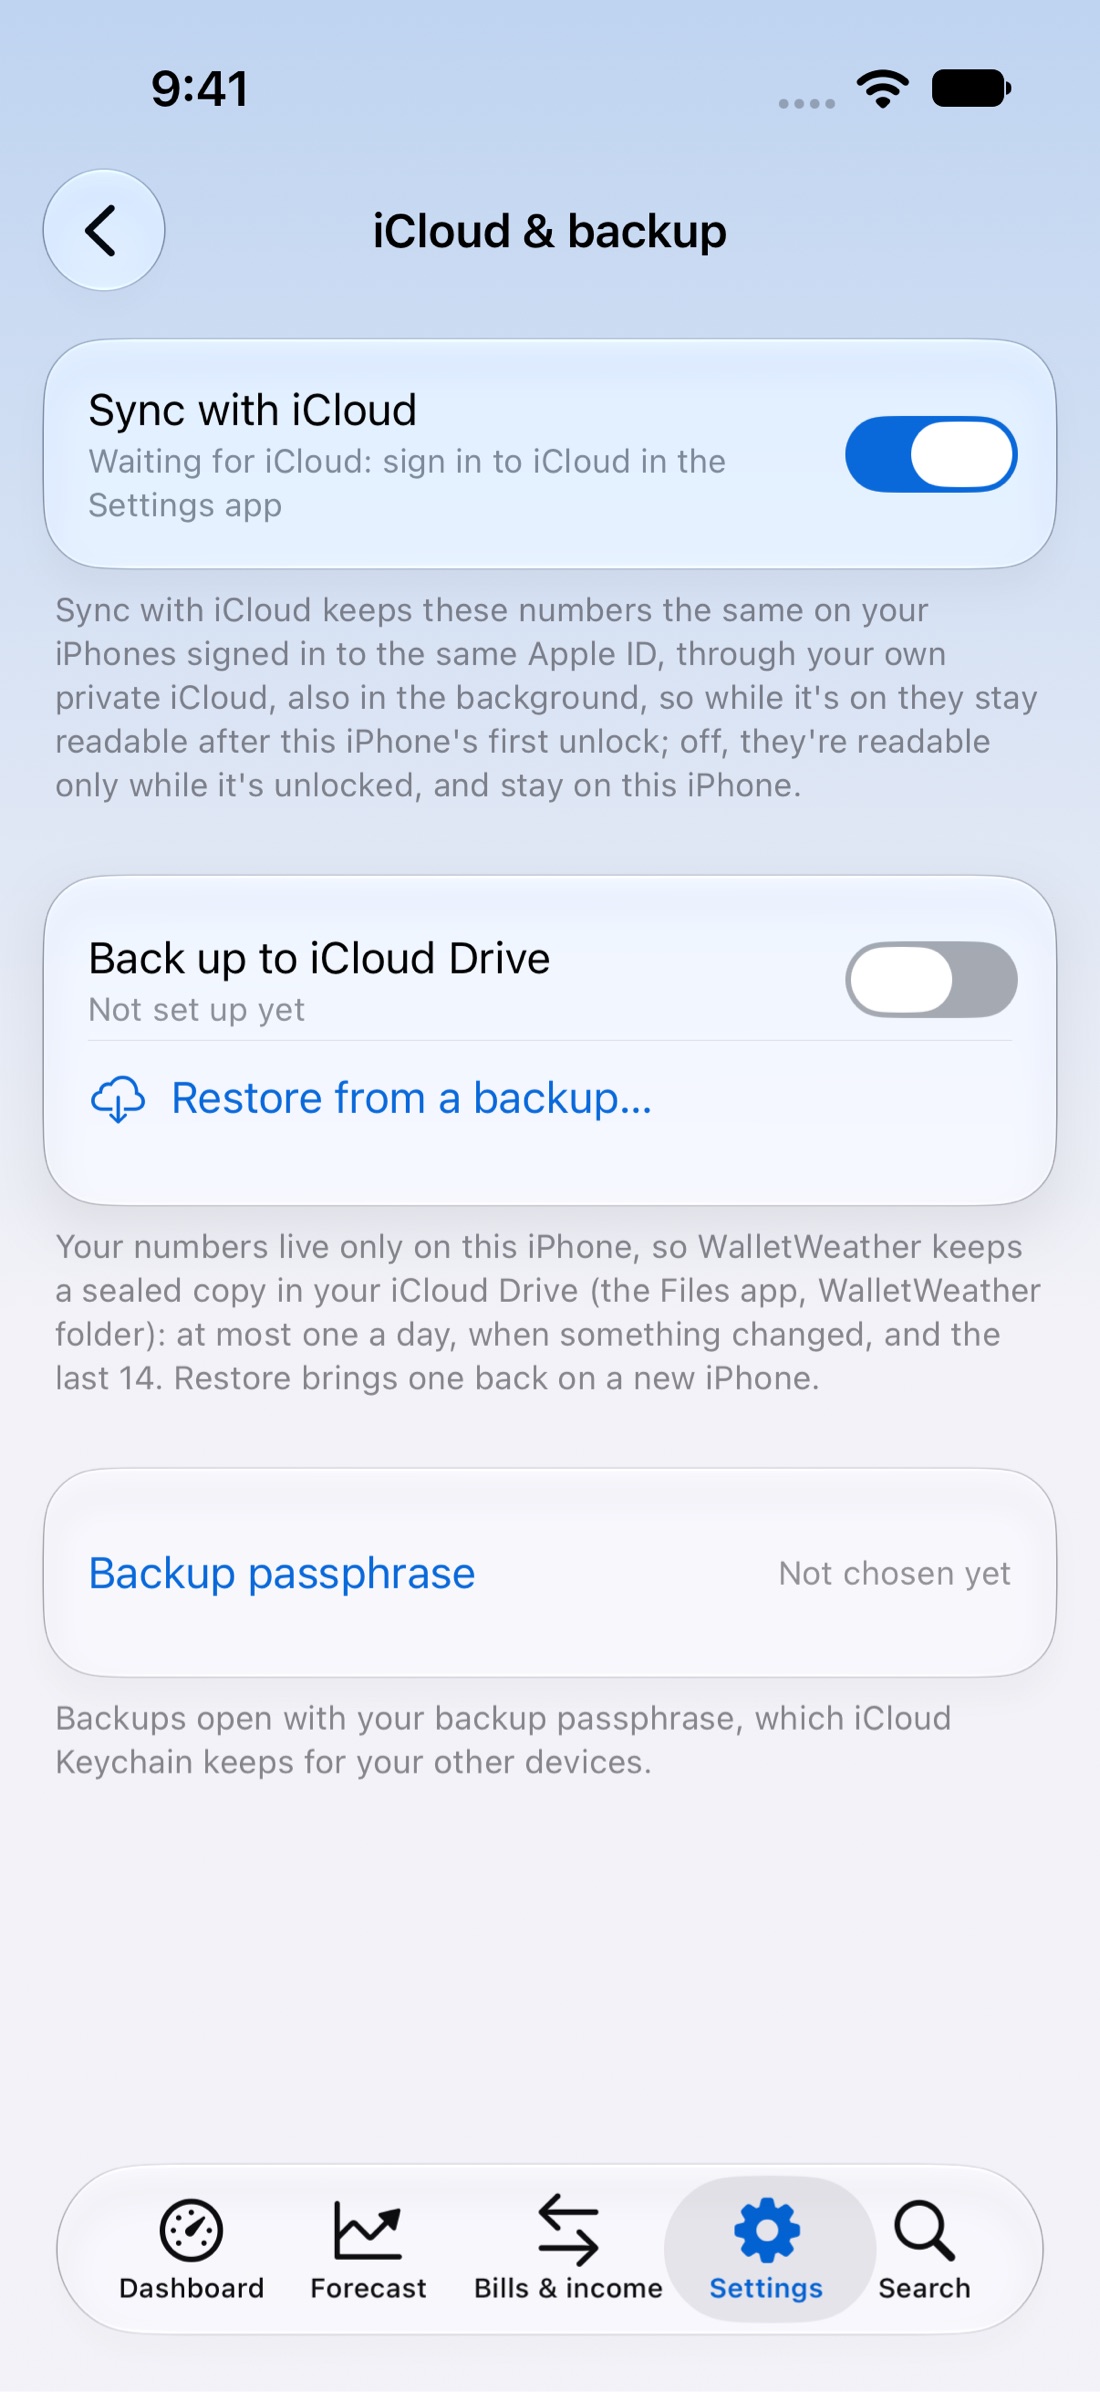 9:41
iCloud & backup
Sync with iCloud
Waiting for iCloud: sign in to iCloud in the
Settings app
Sync with iCloud keeps these numbers the same on your
iPhones signed in to the same Apple ID, through your own
private iCloud, also in the background, so while it's on they stay
readable after this iPhone's first unlock; off, they're readable
only while it's unlocked, and stay on this iPhone.
Back up to iCloud Drive
Not set up yet
Restore from a backup...
Your numbers live only on this iPhone, so WalletWeather keeps
a sealed copy in your iCloud Drive (the Files app, WalletWeather
folder): at most one a day, when something changed, and the
last 14. Restore brings one back on a new iPhone.
Backup passphrase
Not chosen yet
Backups open with your backup passphrase, which iCloud
Keychain keeps for your other devices.
Dashboard
Forecast
Bills & income
Settings
Search